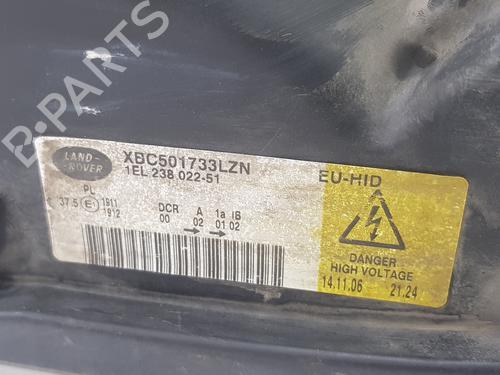 B-PARTS
LAND-
ROVER
XBC501733LZN
1EL 238 022-51
PL
37.5 E1 1911
1912
DCR A 1a IB
00 02 01 02
EU-HID
DANGER
HIGH VOLTAGE
14.11.06 21.24